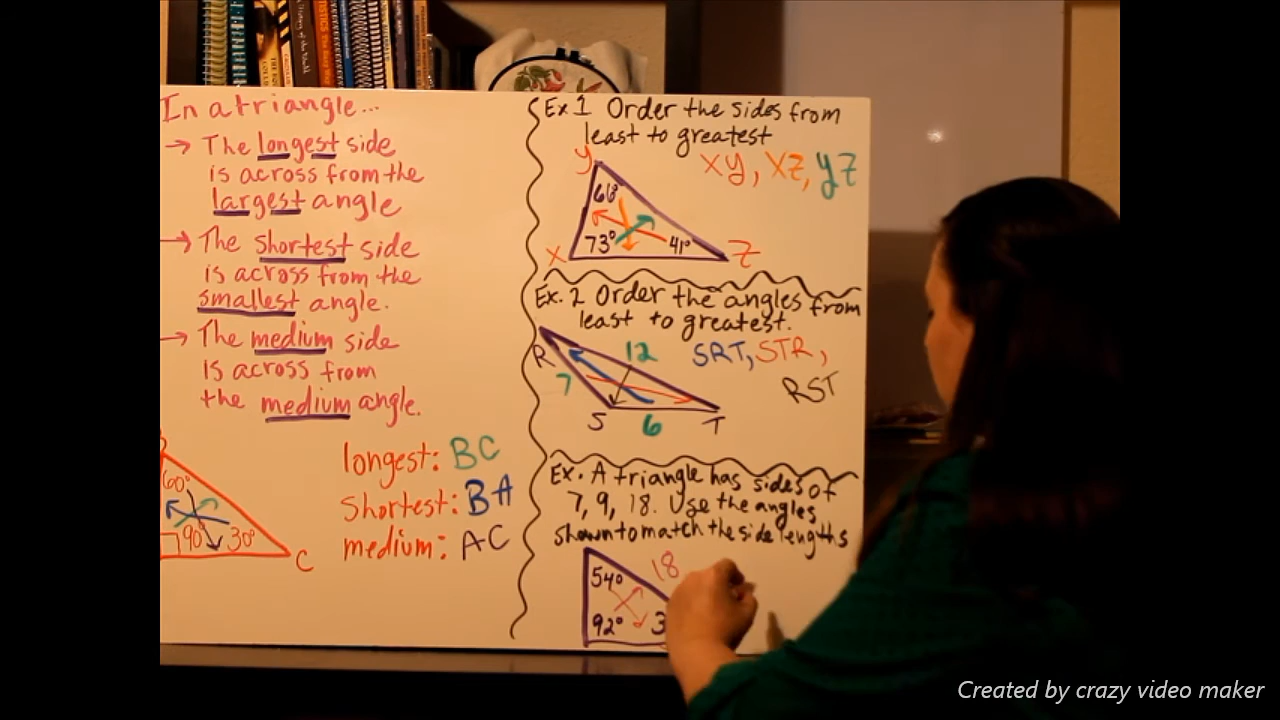 In a triangle...
→ The longest side
is across from the
largest angle
→ The shortest side
is across from the
smallest angle.
→ The medium side
is across from
the medium angle.
60°
90°
30°
C
longest: BC
shortest: BA
medium: AC
Ex 1 Order the sides from
least to greatest
XY, XZ, YZ
Y
66°
73°
41°
X
Z
Ex. 2 Order the angles from
least to greatest.
SRT, STR,
RST
R
12
7
S
6
T
Ex. A triangle has sides of
7, 9, 18. Use the angles
shown to match the side lengths
54°
18
92°
3
Created by crazy video maker